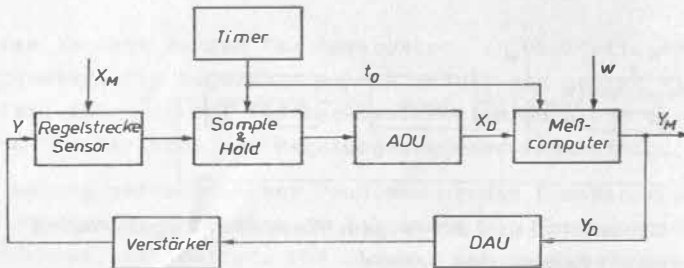 Timer
X_M
t_0
w
Y
Regelstrecke
Sensor
Sample
&
Hold
ADU
X_D
Meß-
computer
Y_M
Verstärker
DAU
Y_D